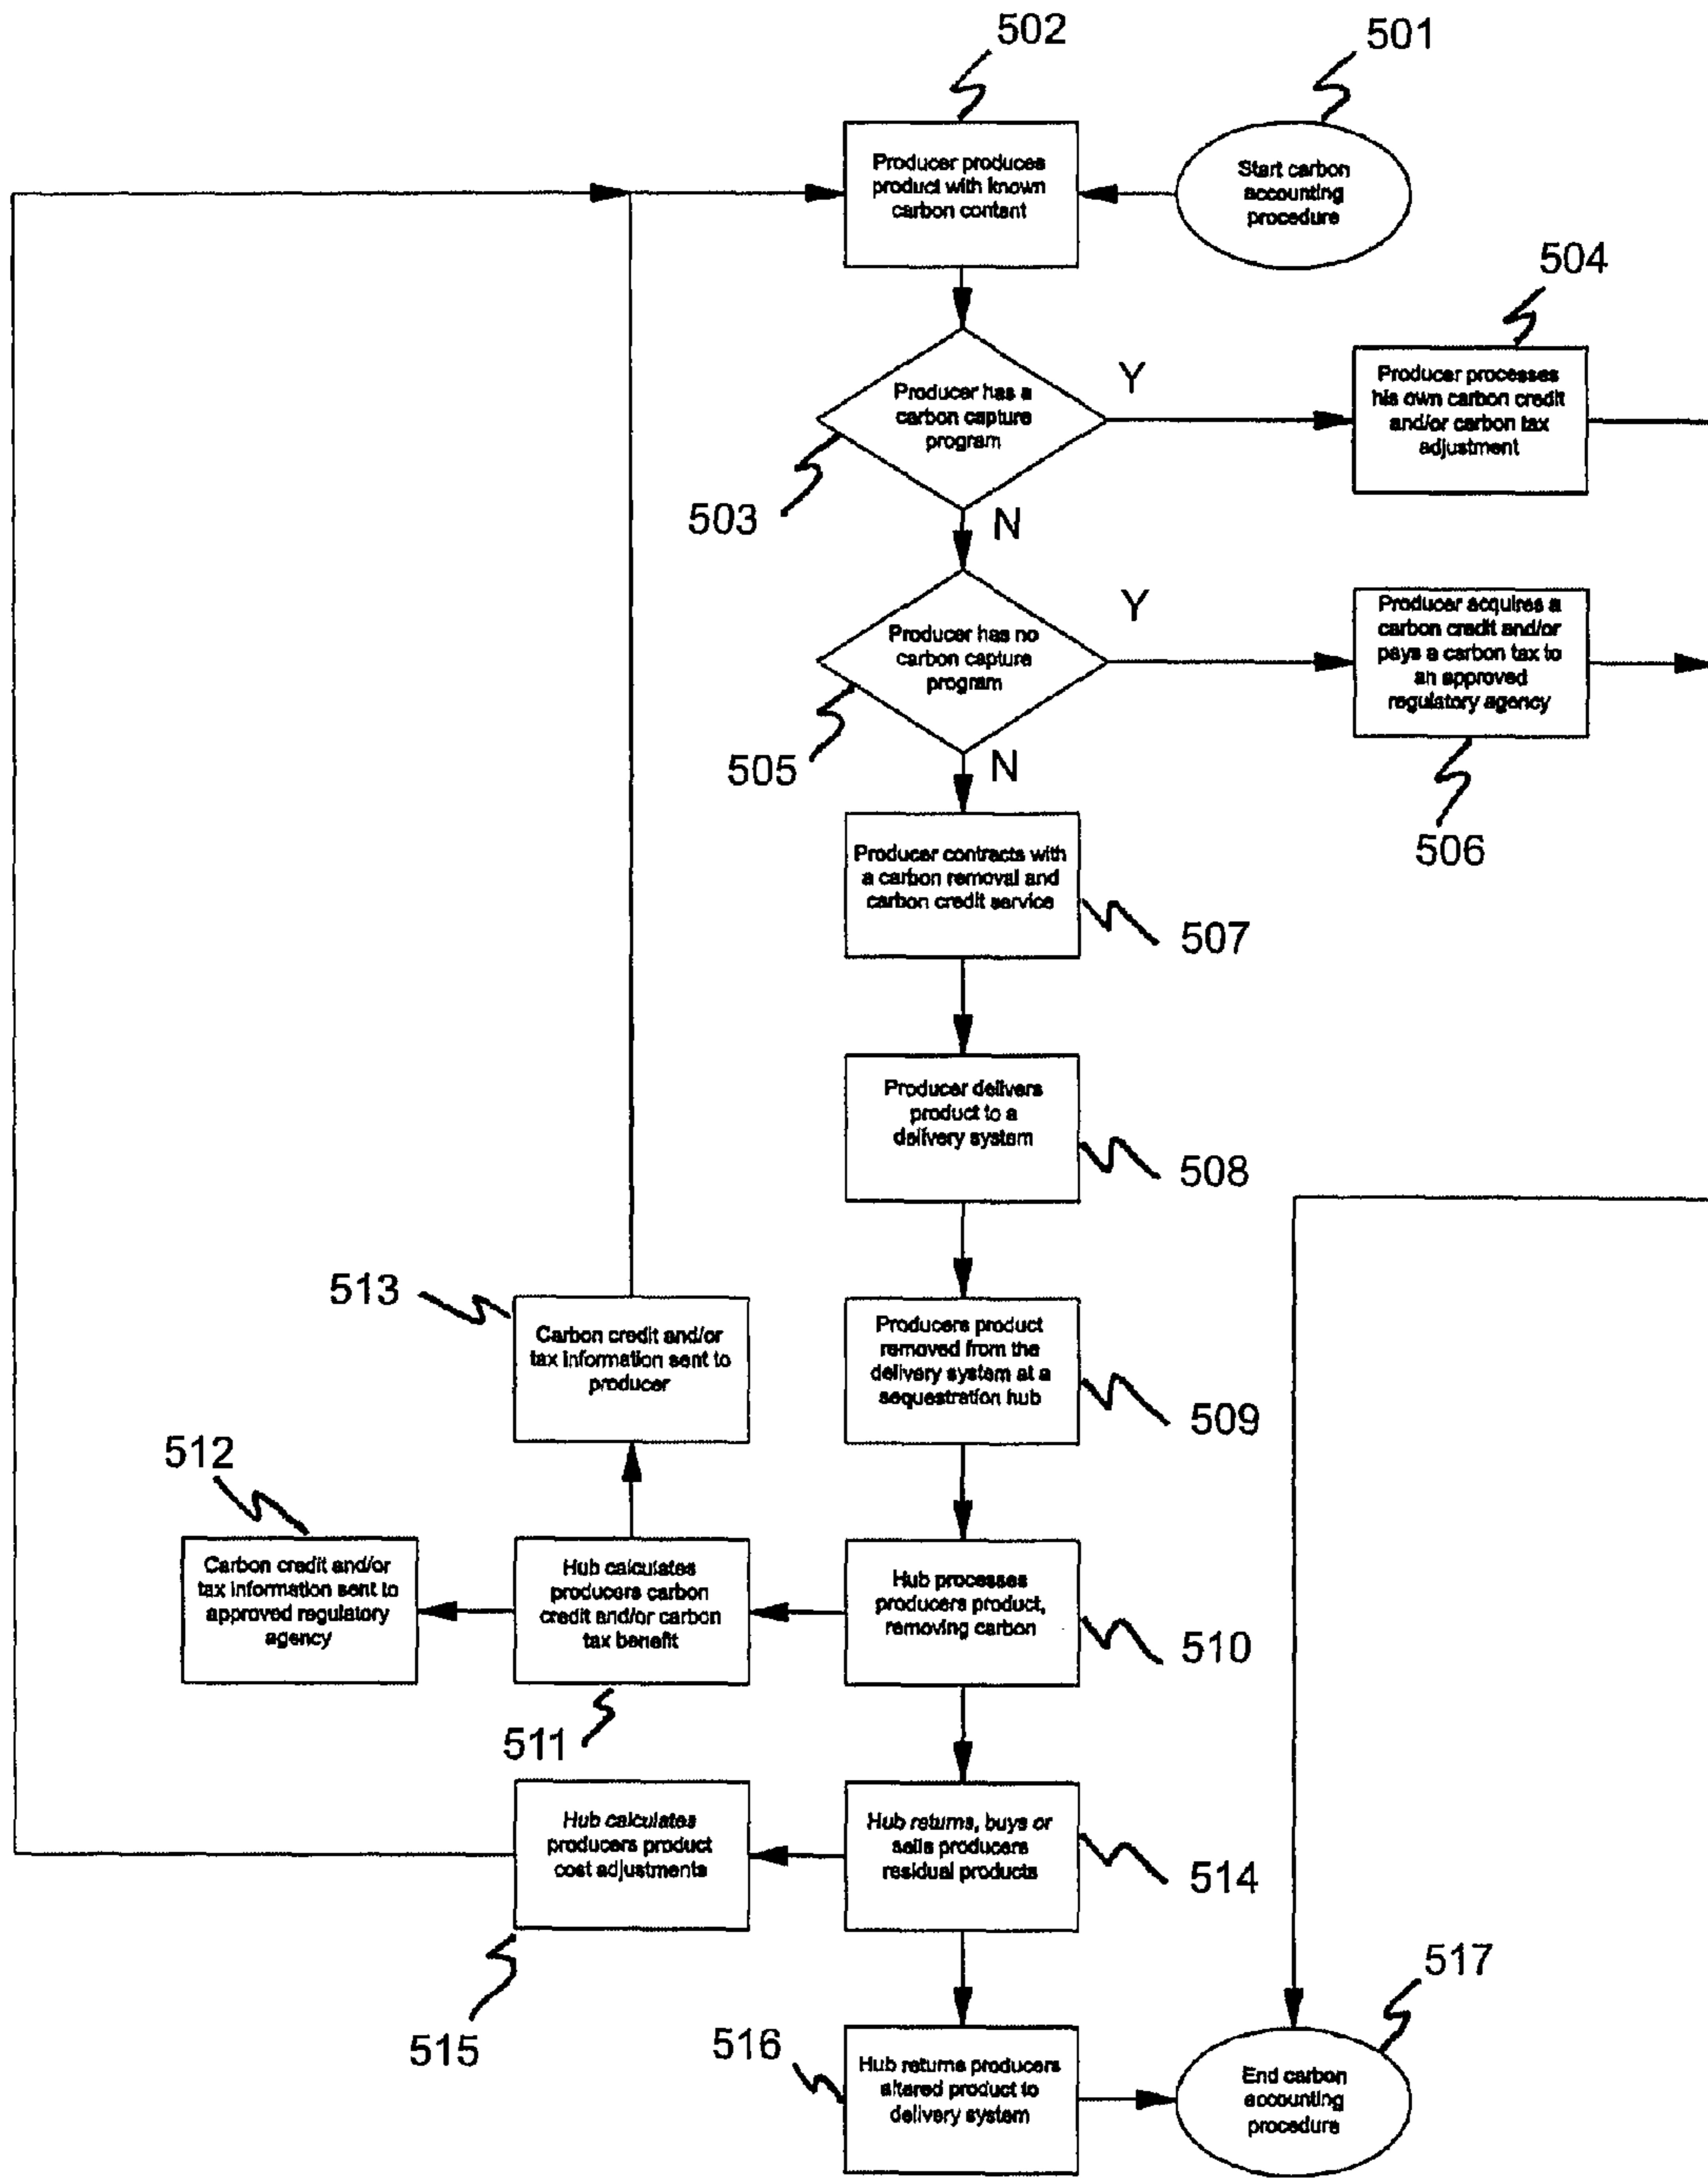 502
501
Producer produces
product with known
carbon content
Start carbon
accounting
procedure
504
Producer has a
carbon capture
program
Y
Producer processes
his own carbon credit
and/or carbon tax
adjustment
503
N
Producer has no
carbon capture
program
Y
Producer acquires a
carbon credit and/or
pays a carbon tax to
an approved
regulatory agency
505
N
506
Producer contracts with
a carbon removal and
carbon credit service
507
Producer delivers
product to a
delivery system
508
513
Carbon credit and/or
tax information sent to
producer
Producers product
removed from the
delivery system at a
sequestration hub
509
512
Carbon credit and/or
tax information sent to
approved regulatory
agency
Hub calculates
producers carbon
credit and/or carbon
tax benefit
Hub processes
producers product,
removing carbon
510
511
Hub calculates
producers product
cost adjustments
Hub returns, buys or
sells producers
residual products
514
515
516
517
Hub returns producers
altered product to
delivery system
End carbon
accounting
procedure